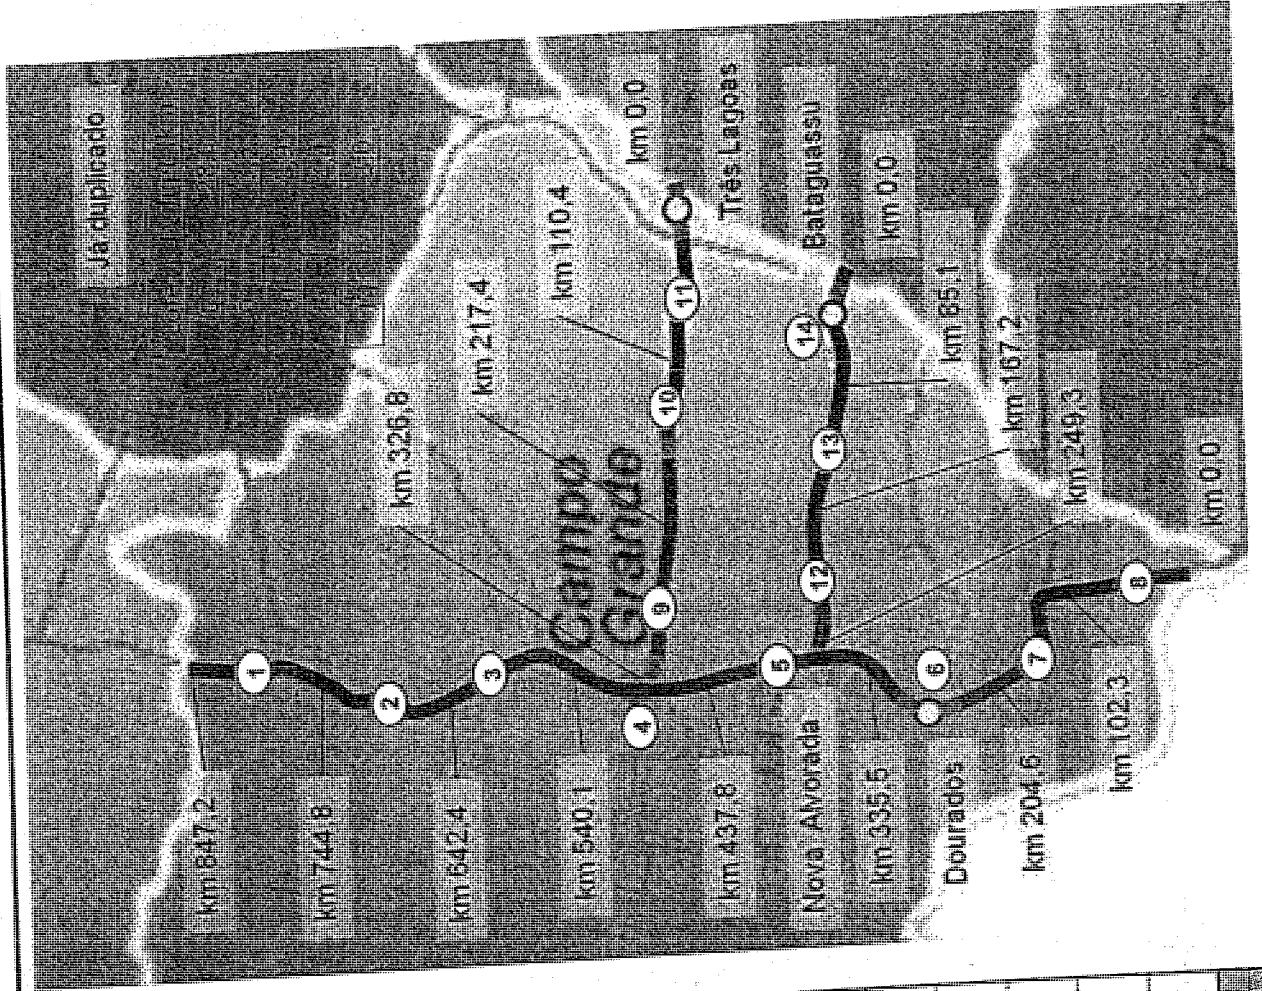 Já duplicado
km 847,2
km 744,8
km 642,4
km 540,1
km 437,8
Nova Alvorada
km 335,5
Dourados
km 204,6
km 102,3
km 0,0
km 326,8
km 217,4
km 110,4
km 0,0
Três Lagoas
Campo
Grande
Bataguassu
km 0,0
km 85,1
km 167,2
km 249,3
1
2
3
4
5
6
7
8
9
10
11
12
13
14